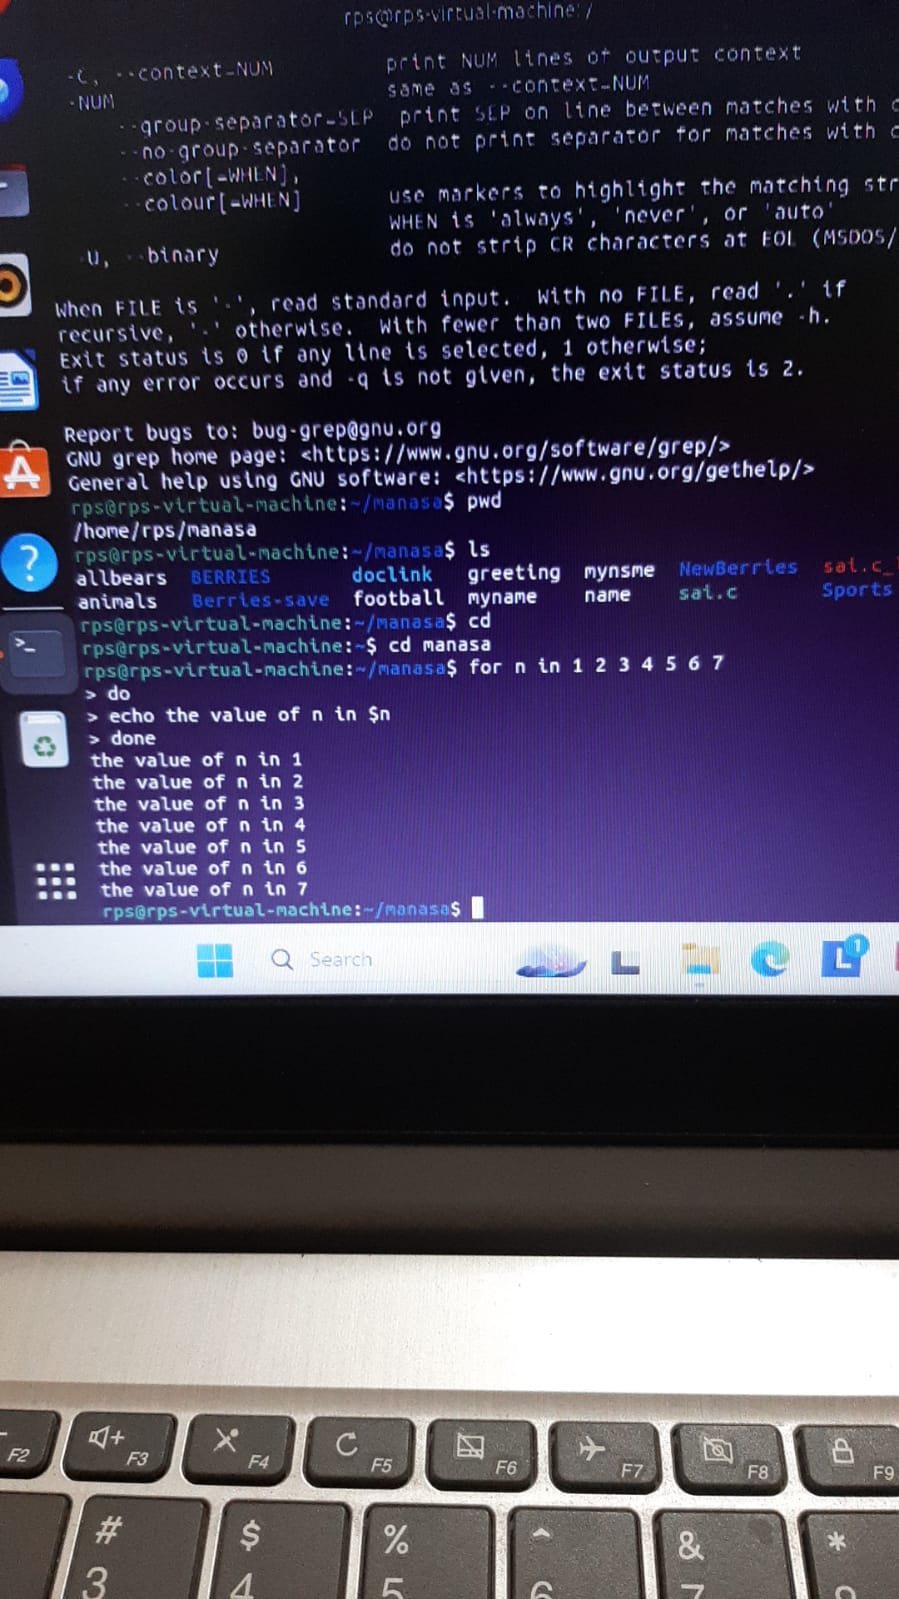 rps@rps-virtual-machine: /
-C, --context=NUM print NUM lines of output context
-NUM same as --context=NUM
--group-separator=SEP print SEP on line between matches with
--no-group-separator do not print separator for matches with
--color[=WHEN],
--colour[=WHEN] use markers to highlight the matching
WHEN is 'always', 'never', or 'auto'
-U, --binary do not strip CR characters at EOL (MSDOS/
When FILE is '-', read standard input. With no FILE, read '.' if
recursive, '-' otherwise. With fewer than two FILEs, assume -h.
Exit status is 0 if any line is selected, 1 otherwise;
if any error occurs and -q is not given, the exit status is 2.
Report bugs to: bug-grep@gnu.org
GNU grep home page: <https://www.gnu.org/software/grep/>
General help using GNU software: <https://www.gnu.org/gethelp/>
rps@rps-virtual-machine:~/manasa$ pwd
/home/rps/manasa
rps@rps-virtual-machine:~/manasa$ ls
allbears BERRIES doclink greeting mynsme NewBerries
animals Berries-save football myname name sai.c Sports
rps@rps-virtual-machine:~/manasa$ cd
rps@rps-virtual-machine:~$ cd manasa
rps@rps-virtual-machine:~/manasa$ for n in 1 2 3 4 5 6 7
> do
> echo the value of n in $n
> done
the value of n in 1
the value of n in 2
the value of n in 3
the value of n in 4
the value of n in 5
the value of n in 6
the value of n in 7
rps@rps-virtual-machine:~/manasa$
Search
L 1
F2 F3 F4 F5 F6 F7 F8 F9
# $ % ^ & *
3 4 5 6 7